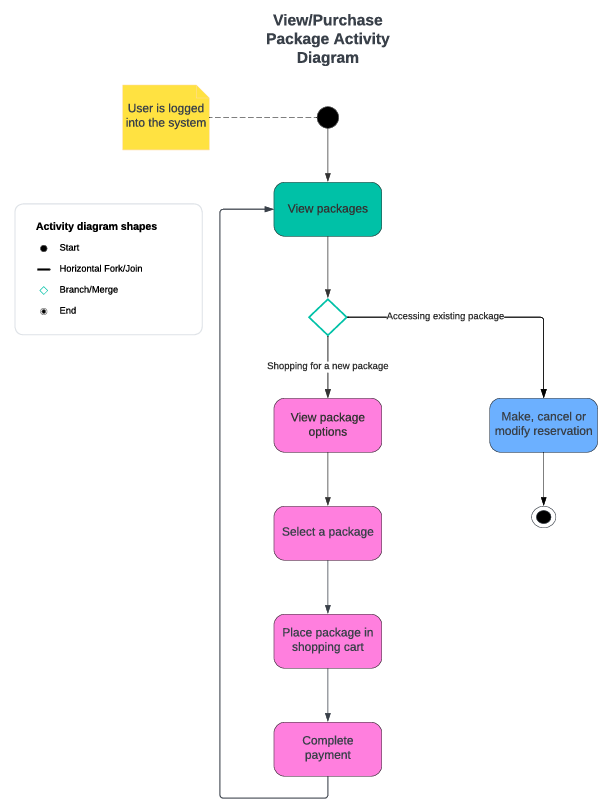 View/Purchase
Package Activity
Diagram
User is logged
into the system
View packages
Activity diagram shapes
Start
Horizontal Fork/Join
Branch/Merge
End
Accessing existing package
Shopping for a new package
View package
options
Make, cancel or
modify reservation
Select a package
Place package in
shopping cart
Complete
payment